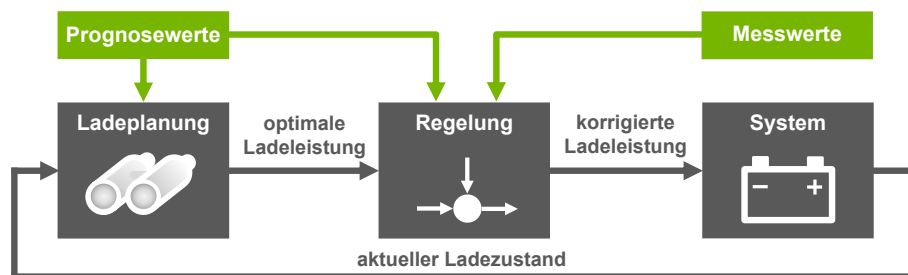 Prognosewerte
Messwerte
Ladeplanung
optimale
Ladeleistung
Regelung
korrigierte
Ladeleistung
System
− +
aktueller Ladezustand